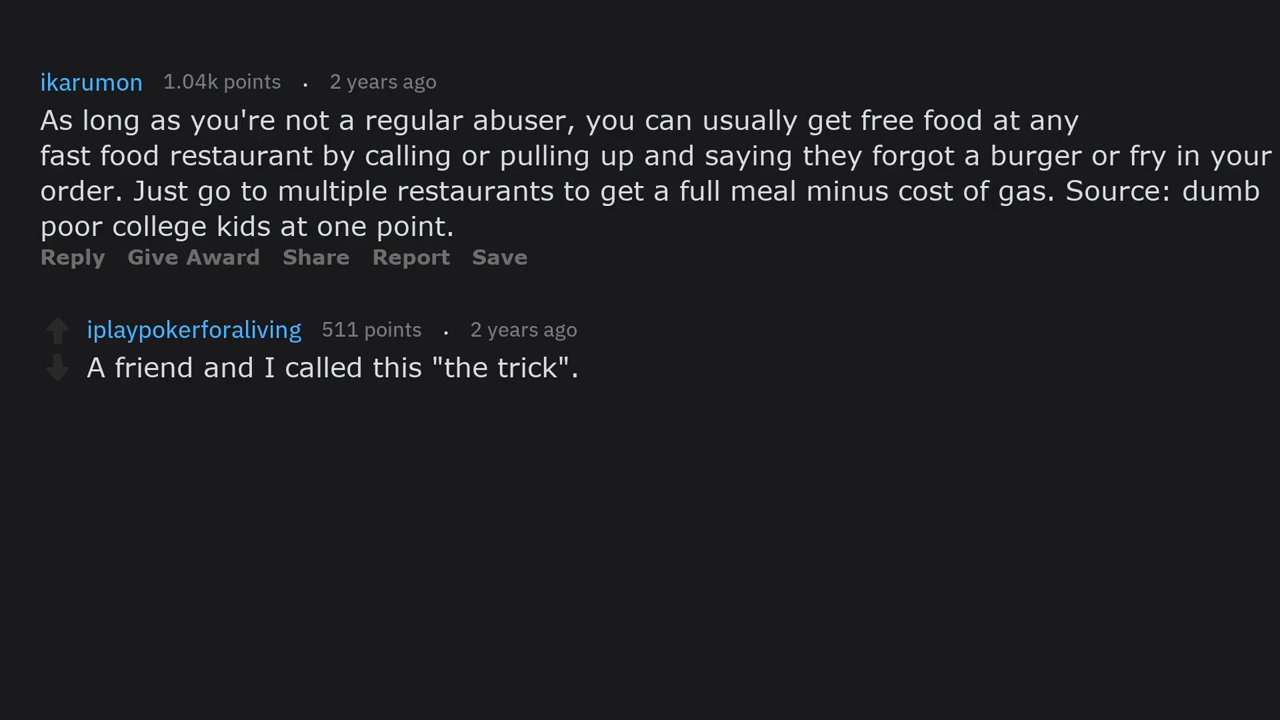 ikarumon 1.04k points · 2 years ago
As long as you're not a regular abuser, you can usually get free food at any
fast food restaurant by calling or pulling up and saying they forgot a burger or fry in your
order. Just go to multiple restaurants to get a full meal minus cost of gas. Source: dumb
poor college kids at one point.
Reply Give Award Share Report Save
iplaypokerforaliving 511 points · 2 years ago
A friend and I called this "the trick".